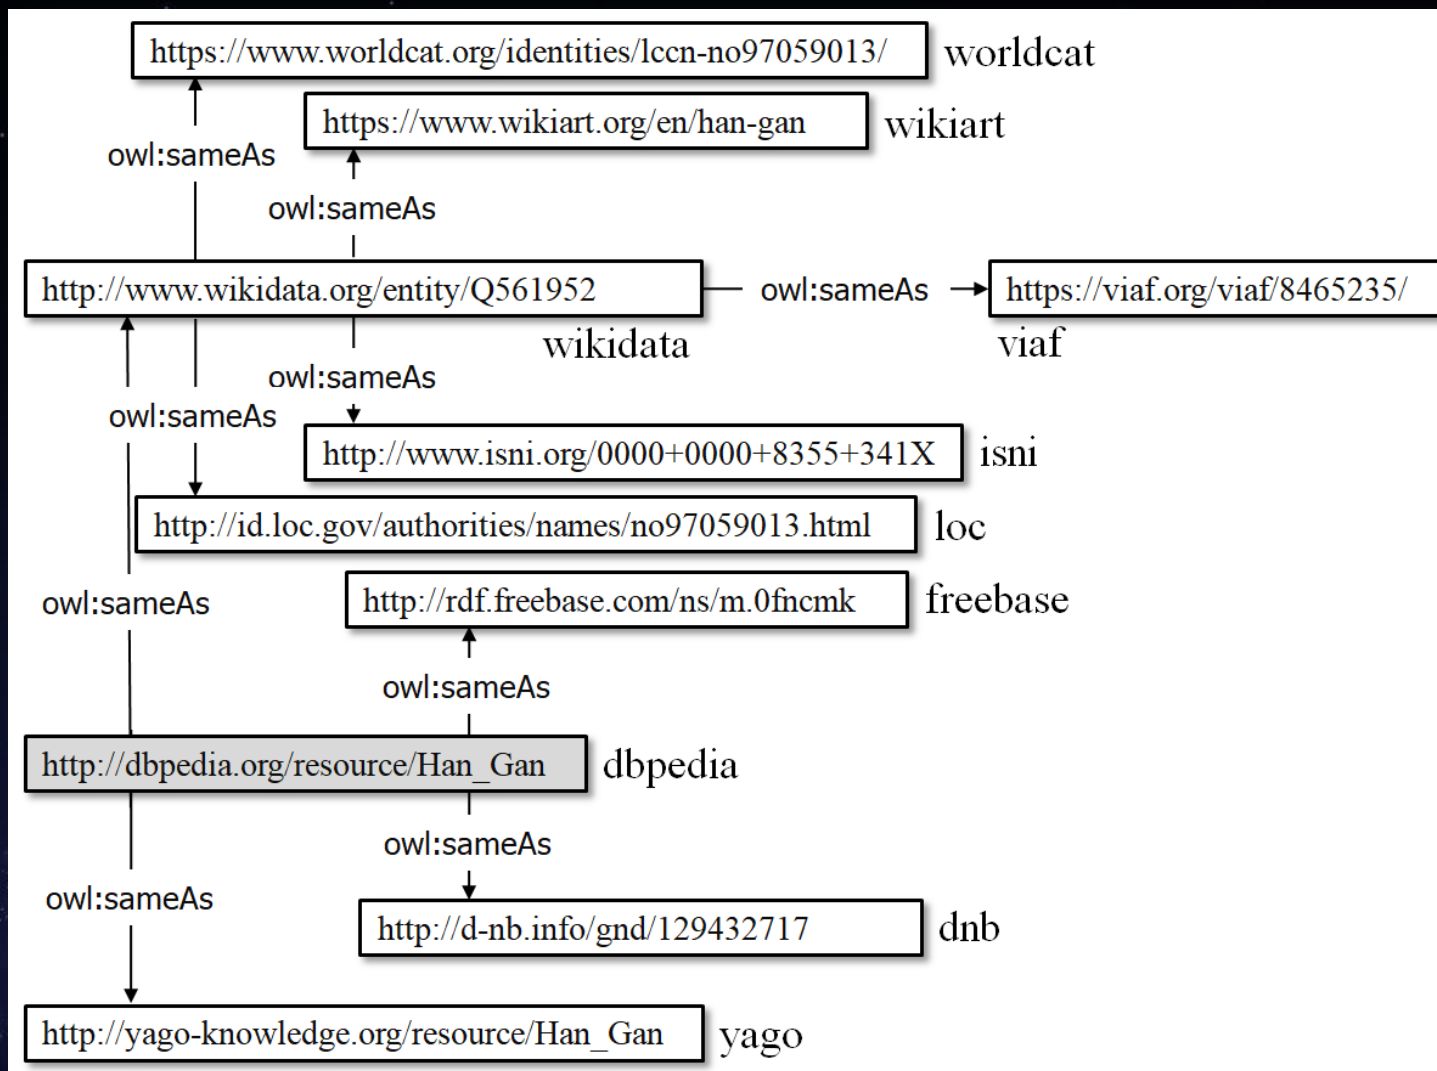 https://www.worldcat.org/identities/lccn-no97059013/ worldcat
https://www.wikiart.org/en/han-gan wikiart
owl:sameAs
owl:sameAs
http://www.wikidata.org/entity/Q561952 owl:sameAs https://viaf.org/viaf/8465235/
wikidata viaf
owl:sameAs
owl:sameAs
http://www.isni.org/0000+0000+8355+341X isni
http://id.loc.gov/authorities/names/no97059013.html loc
owl:sameAs http://rdf.freebase.com/ns/m.0fncmk freebase
owl:sameAs
http://dbpedia.org/resource/Han_Gan dbpedia
owl:sameAs
owl:sameAs
http://d-nb.info/gnd/129432717 dnb
http://yago-knowledge.org/resource/Han_Gan yago